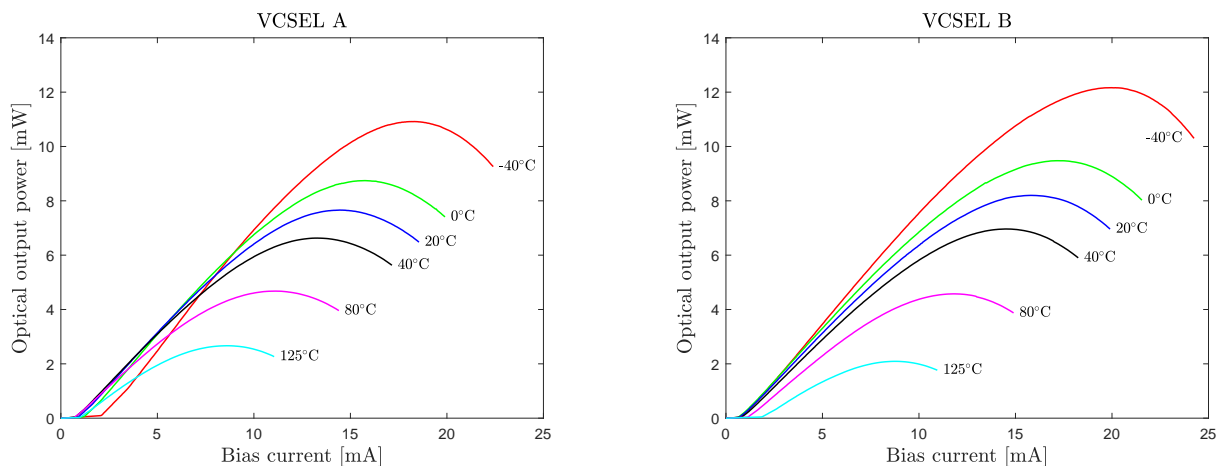 VCSEL A
14
12
10
8
6
4
2
0
0 5 10 15 20 25
Optical output power [mW]
Bias current [mA]
-40°C
0°C
20°C
40°C
80°C
125°C
VCSEL B
14
12
10
8
6
4
2
0
0 5 10 15 20 25
Optical output power [mW]
Bias current [mA]
-40°C
0°C
20°C
40°C
80°C
125°C